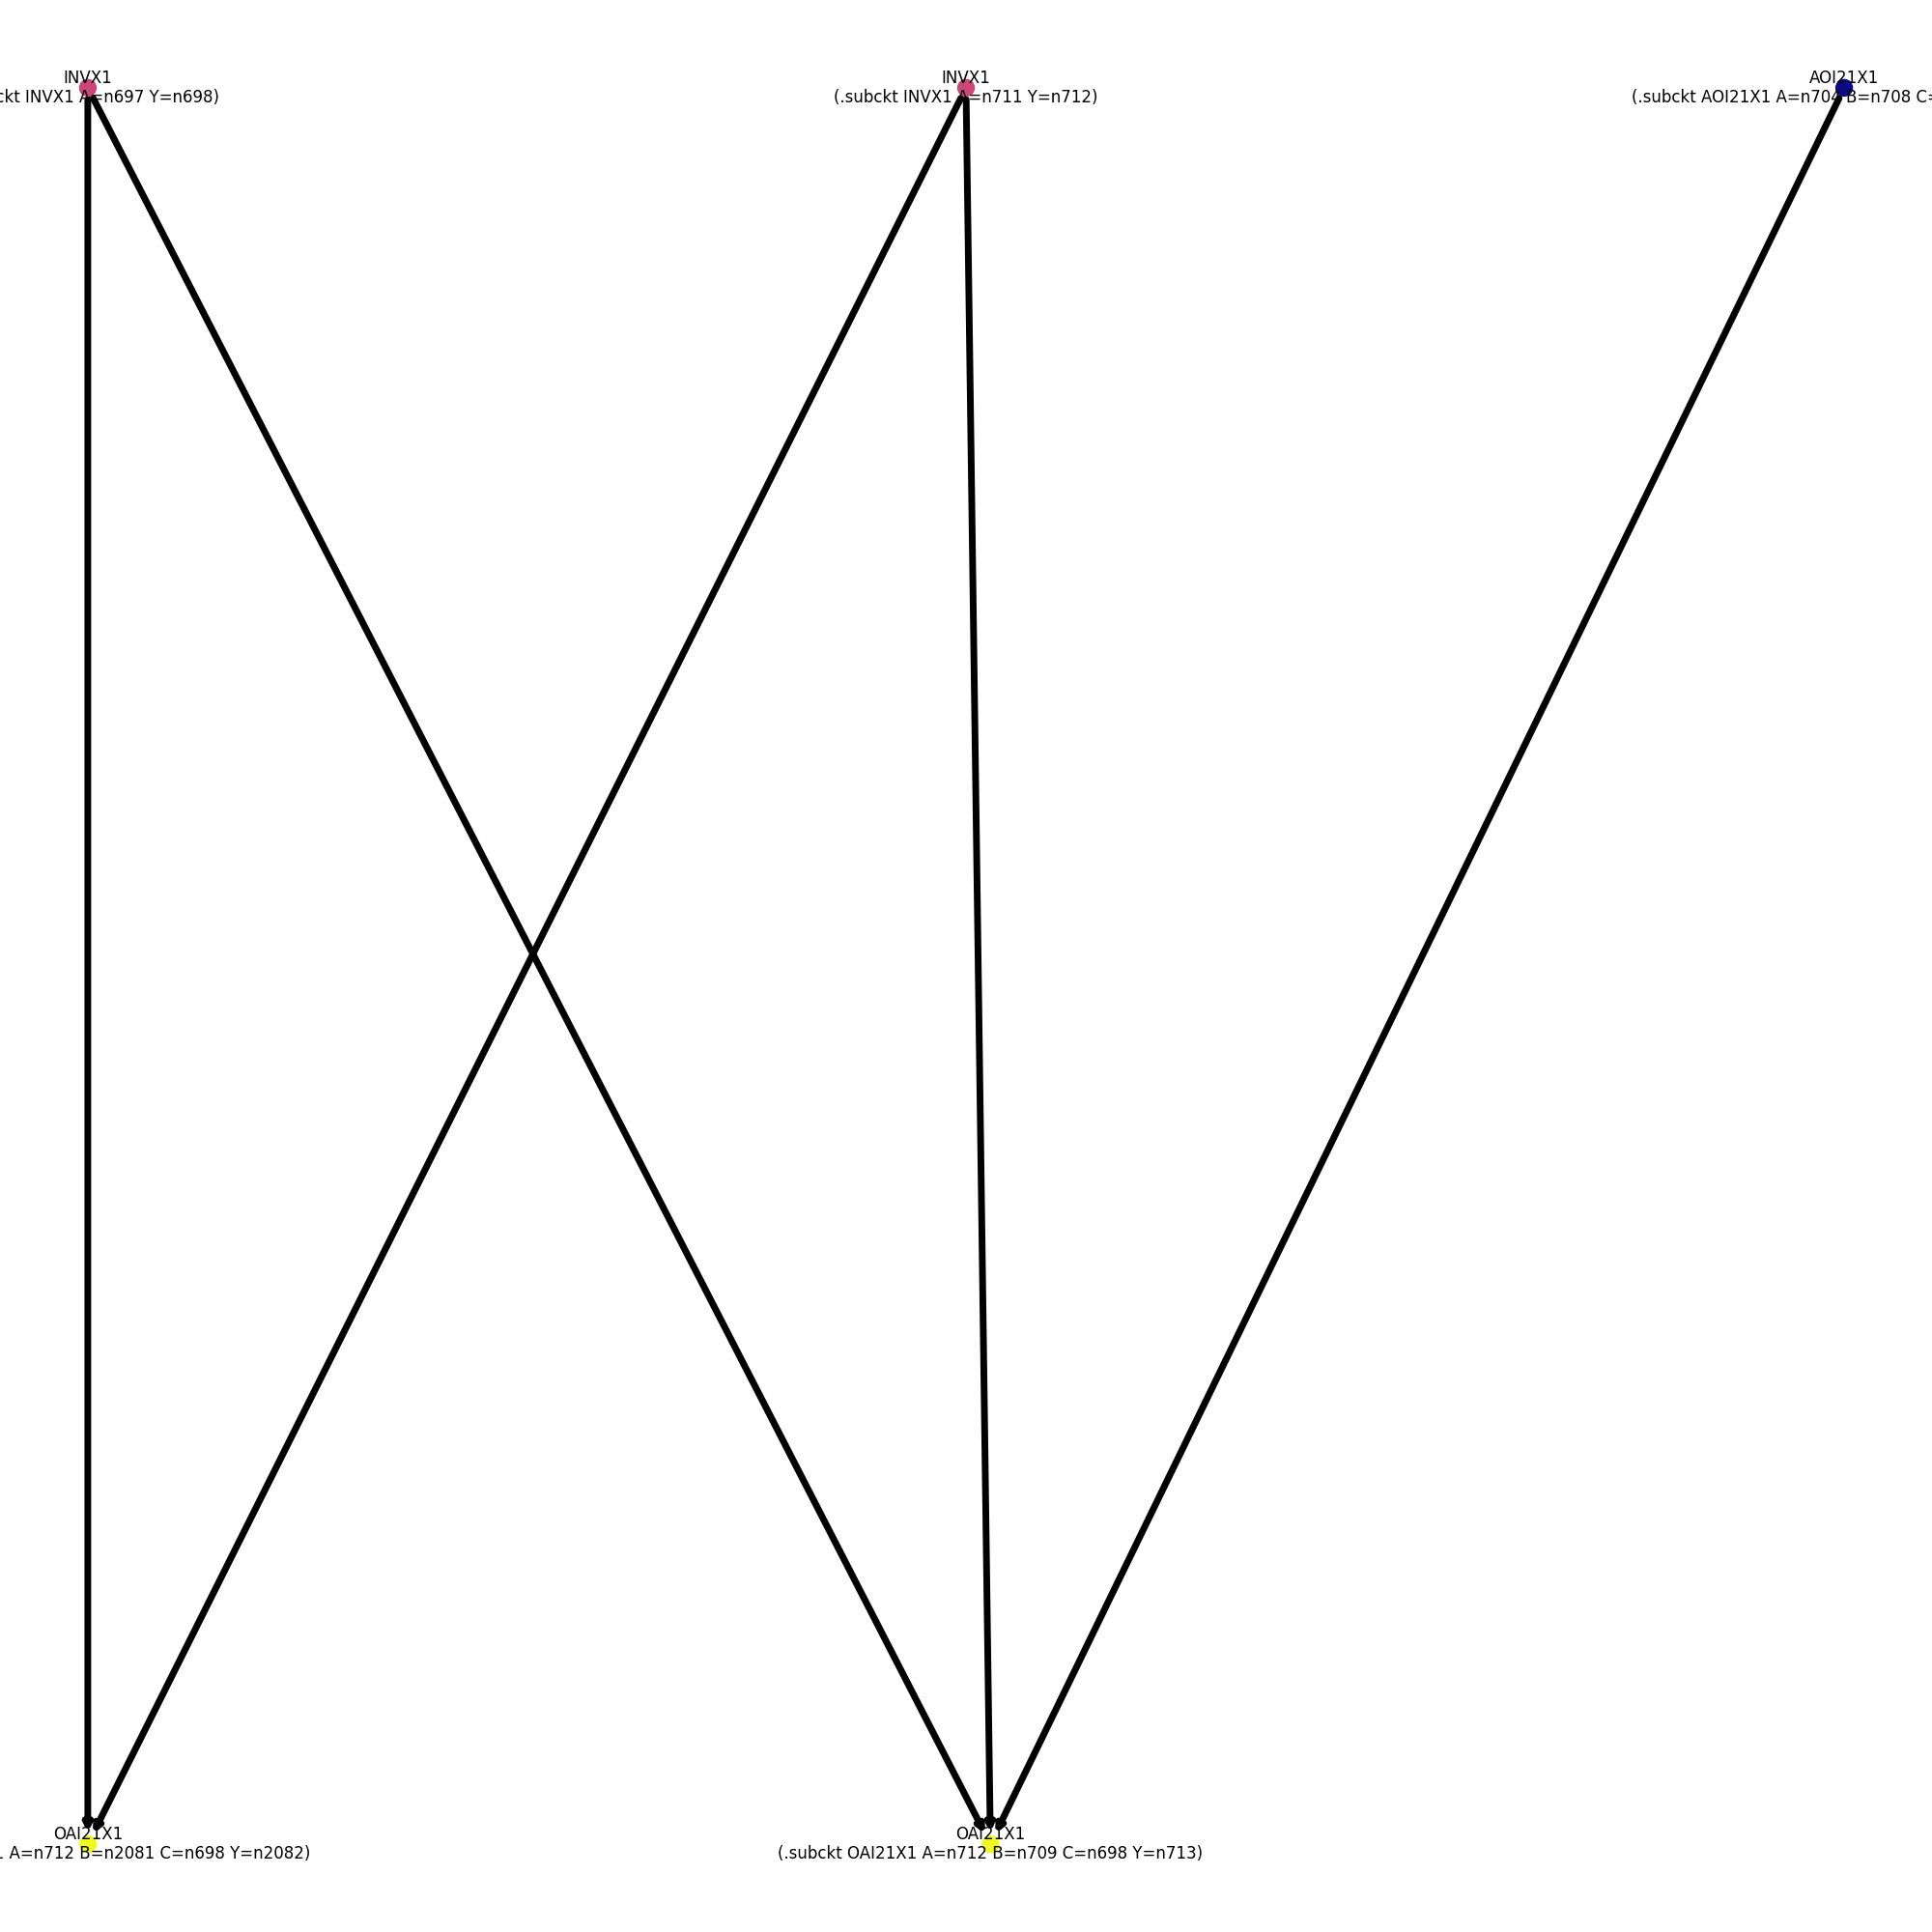 INVX1
ckt INVX1 A=n697 Y=n698)
INVX1
(.subckt INVX1 A=n711 Y=n712)
AOI21X1
(.subckt AOI21X1 A=n704 B=n708 C=
OAI21X1
A=n712 B=n2081 C=n698 Y=n2082)
OAI21X1
(.subckt OAI21X1 A=n712 B=n709 C=n698 Y=n713)